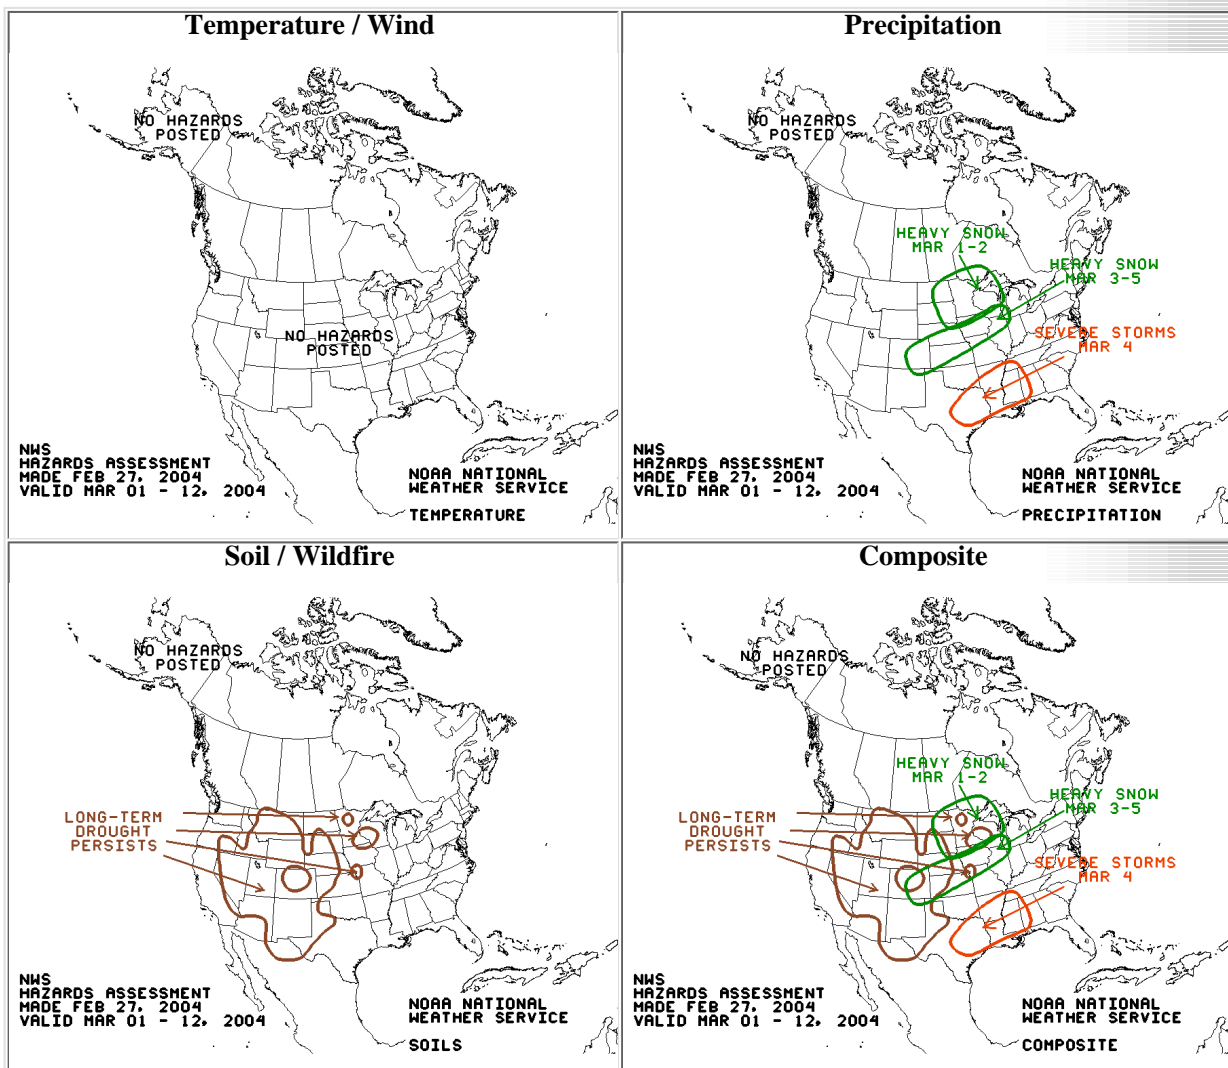 Temperature / Wind
NO HAZARDS
POSTED
NO HAZARDS
POSTED
NWS
HAZARDS ASSESSMENT
MADE FEB 27, 2004
VALID MAR 01 - 12, 2004
NOAA NATIONAL
WEATHER SERVICE
TEMPERATURE
Precipitation
NO HAZARDS
POSTED
HEAVY SNOW
MAR 1-2
HEAVY SNOW
MAR 3-5
SEVERE STORMS
MAR 4
NWS
HAZARDS ASSESSMENT
MADE FEB 27, 2004
VALID MAR 01 - 12, 2004
NOAA NATIONAL
WEATHER SERVICE
PRECIPITATION
Soil / Wildfire
NO HAZARDS
POSTED
LONG-TERM
DROUGHT
PERSISTS
NWS
HAZARDS ASSESSMENT
MADE FEB 27, 2004
VALID MAR 01 - 12, 2004
NOAA NATIONAL
WEATHER SERVICE
SOILS
Composite
NO HAZARDS
POSTED
HEAVY SNOW
MAR 1-2
HEAVY SNOW
MAR 3-5
LONG-TERM
DROUGHT
PERSISTS
SEVERE STORMS
MAR 4
NWS
HAZARDS ASSESSMENT
MADE FEB 27, 2004
VALID MAR 01 - 12, 2004
NOAA NATIONAL
WEATHER SERVICE
COMPOSITE